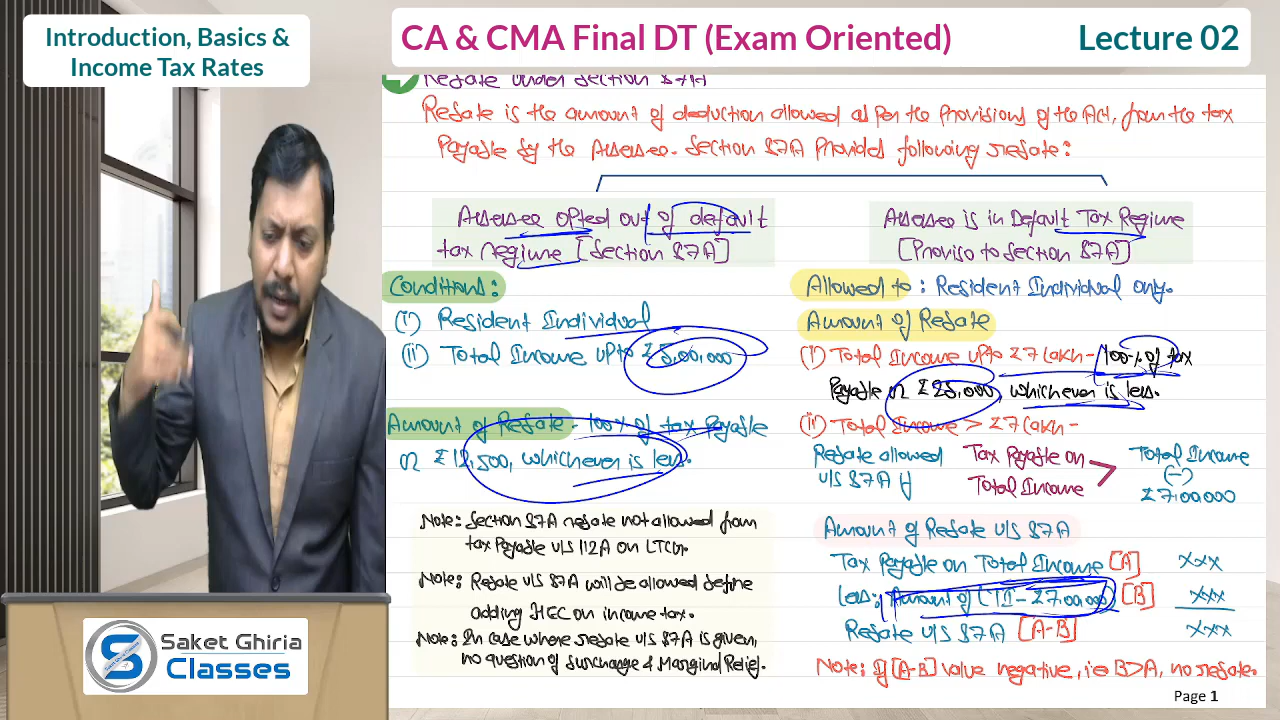 Introduction, Basics &
Income Tax Rates
CA & CMA Final DT (Exam Oriented)
Lecture 02
Rebate under Section 87A
Rebate is the amount of deduction allowed as per the Provisions of the Act, from the tax
Payable by the Assessee. Section 87A Provides following rebate:
Assessee opted out of default
tax regime [Section 87A]
Conditions:
(i) Resident Individual
(ii) Total Income upto ₹5,00,000
Amount of Rebate - 100% of tax Payable
or ₹12,500, whichever is less.
Note: Section 87A rebate not allowed from
tax Payable u/s 112A on LTCG.
Note: Rebate u/s 87A will be allowed before
adding HEC on income tax.
Note: In case where rebate u/s 87A is given,
no question of Surcharge & Marginal Relief.
Assessee is in Default Tax Regime
[Proviso to Section 87A]
Allowed to : Resident Individual only.
Amount of Rebate
(i) Total Income upto ₹7 Lakh - 100% of tax
Payable or ₹25,000, whichever is less.
(ii) Total Income > ₹7 Lakh -
Rebate allowed
u/s 87A if
Tax Payable on
Total Income
>
Total Income
(-)
₹7,00,000
Amount of Rebate u/s 87A
Tax Payable on Total Income [A] xxx
Less: Amount of (TI - ₹7,00,000) [B] xxx
Rebate u/s 87A [A-B] xxx
Note: If [A-B] value negative, i.e B>A, no rebate.
Page 1
S
Saket Ghiria
Classes